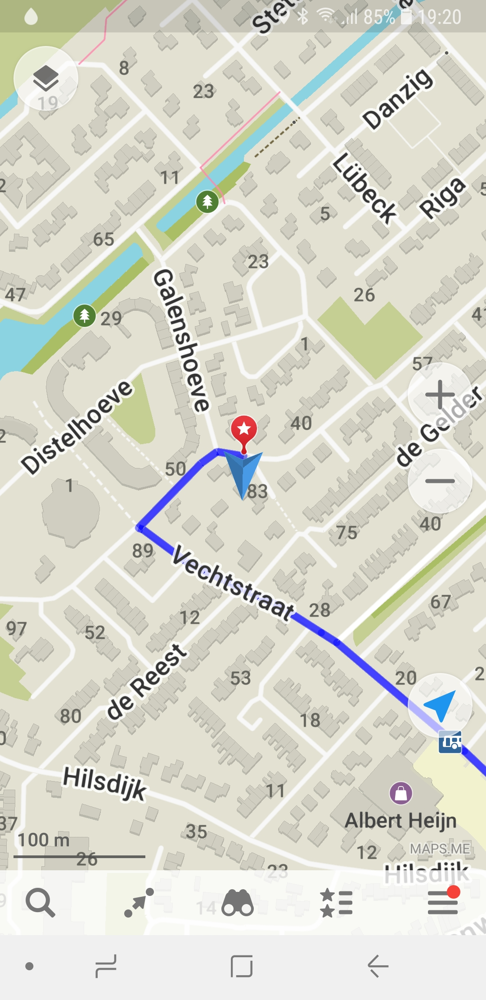 85% 19:20
8
19
23
Danzig
11
Lübeck
Riga
5
65
23
47
26
Galenshoeve
29
1
57
Distelhoeve
40
de Gelder
50
1
83
40
75
89
Vechtstraat
28
67
12
97
52
de Reest
53
20
80
18
Hilsdijk
11
Albert Heijn
37
35
100 m
12
MAPS.ME
26
23
Hilsdijk
14